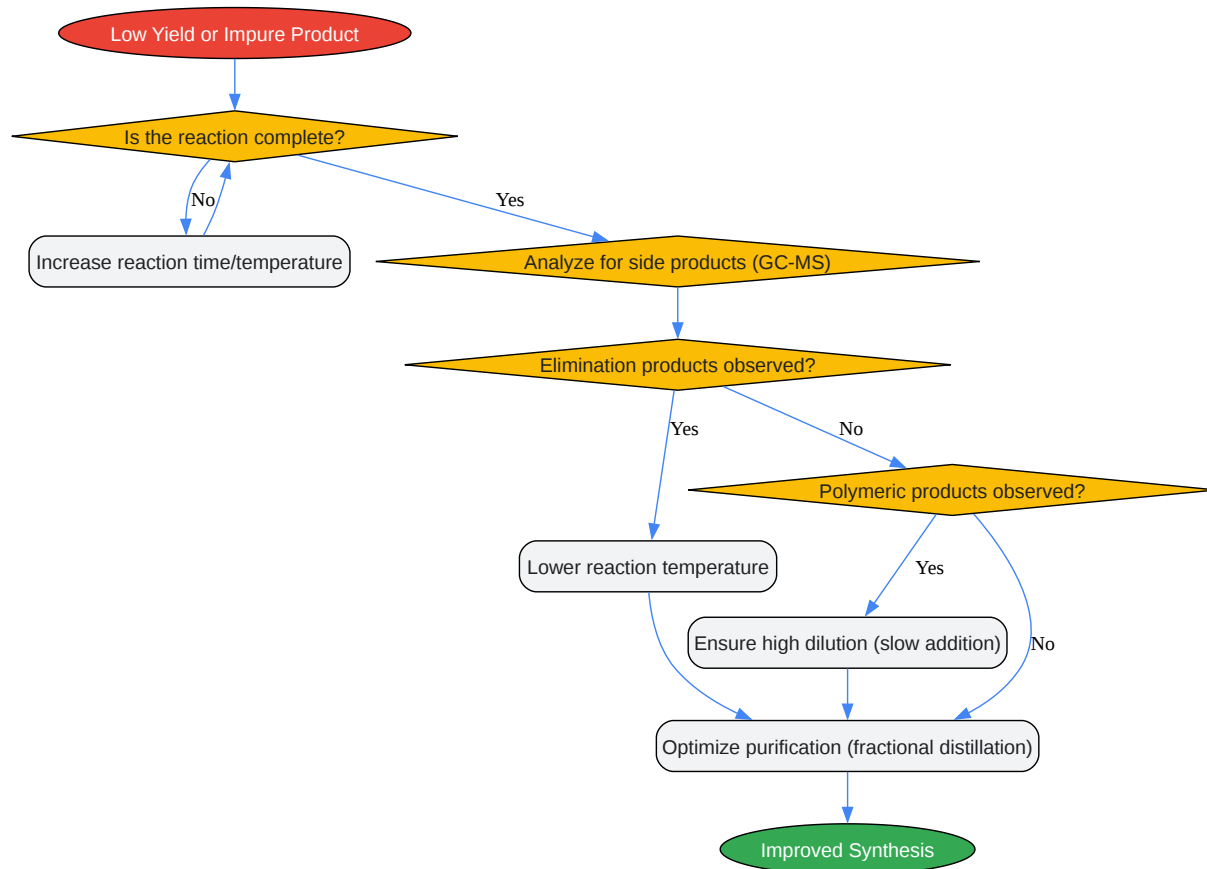 Low Yield or Impure Product
Is the reaction complete?
No
Yes
Increase reaction time/temperature
Analyze for side products (GC-MS)
Elimination products observed?
Yes
No
Polymeric products observed?
Lower reaction temperature
Yes
Ensure high dilution (slow addition)
No
Optimize purification (fractional distillation)
Improved Synthesis